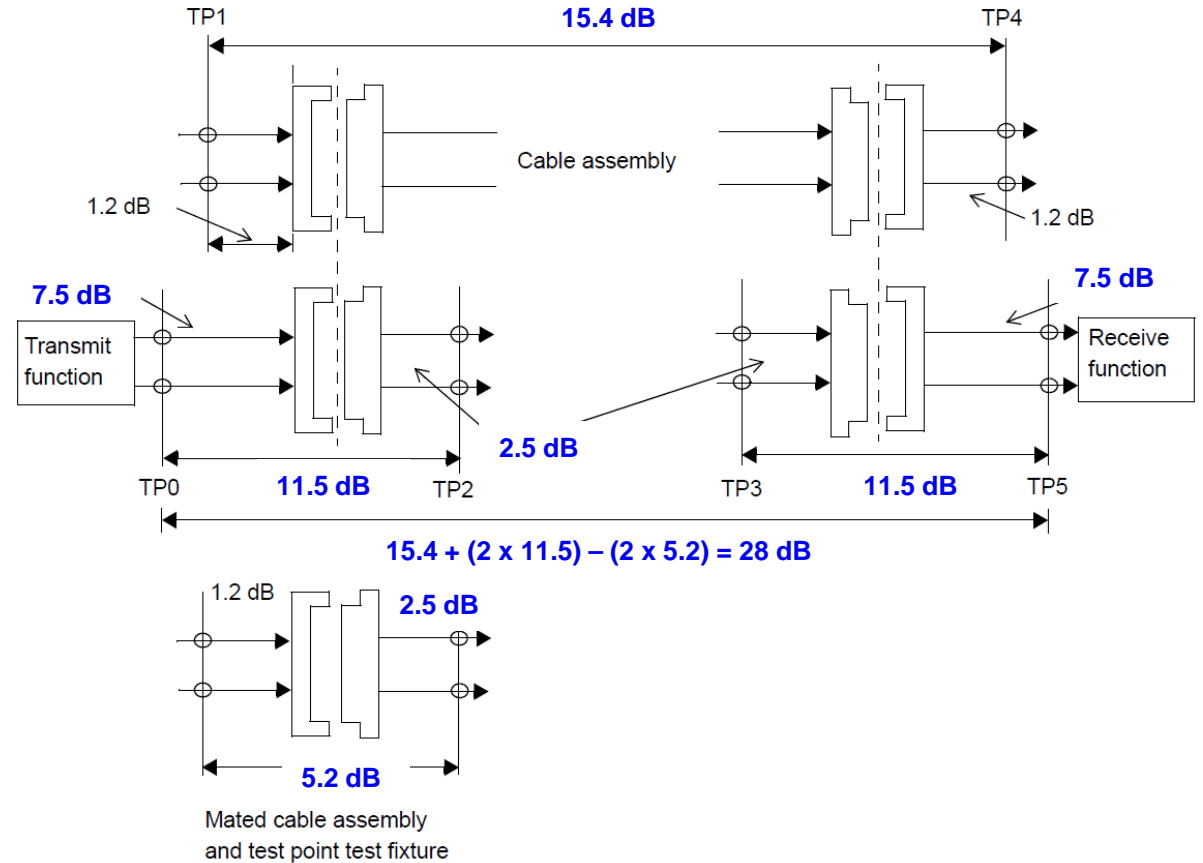 TP1
15.4 dB
TP4
Cable assembly
1.2 dB
1.2 dB
7.5 dB
7.5 dB
Transmit
function
Receive
function
2.5 dB
TP0
11.5 dB
TP2
TP3
11.5 dB
TP5
15.4 + (2 x 11.5) – (2 x 5.2) = 28 dB
1.2 dB
2.5 dB
5.2 dB
Mated cable assembly
and test point test fixture